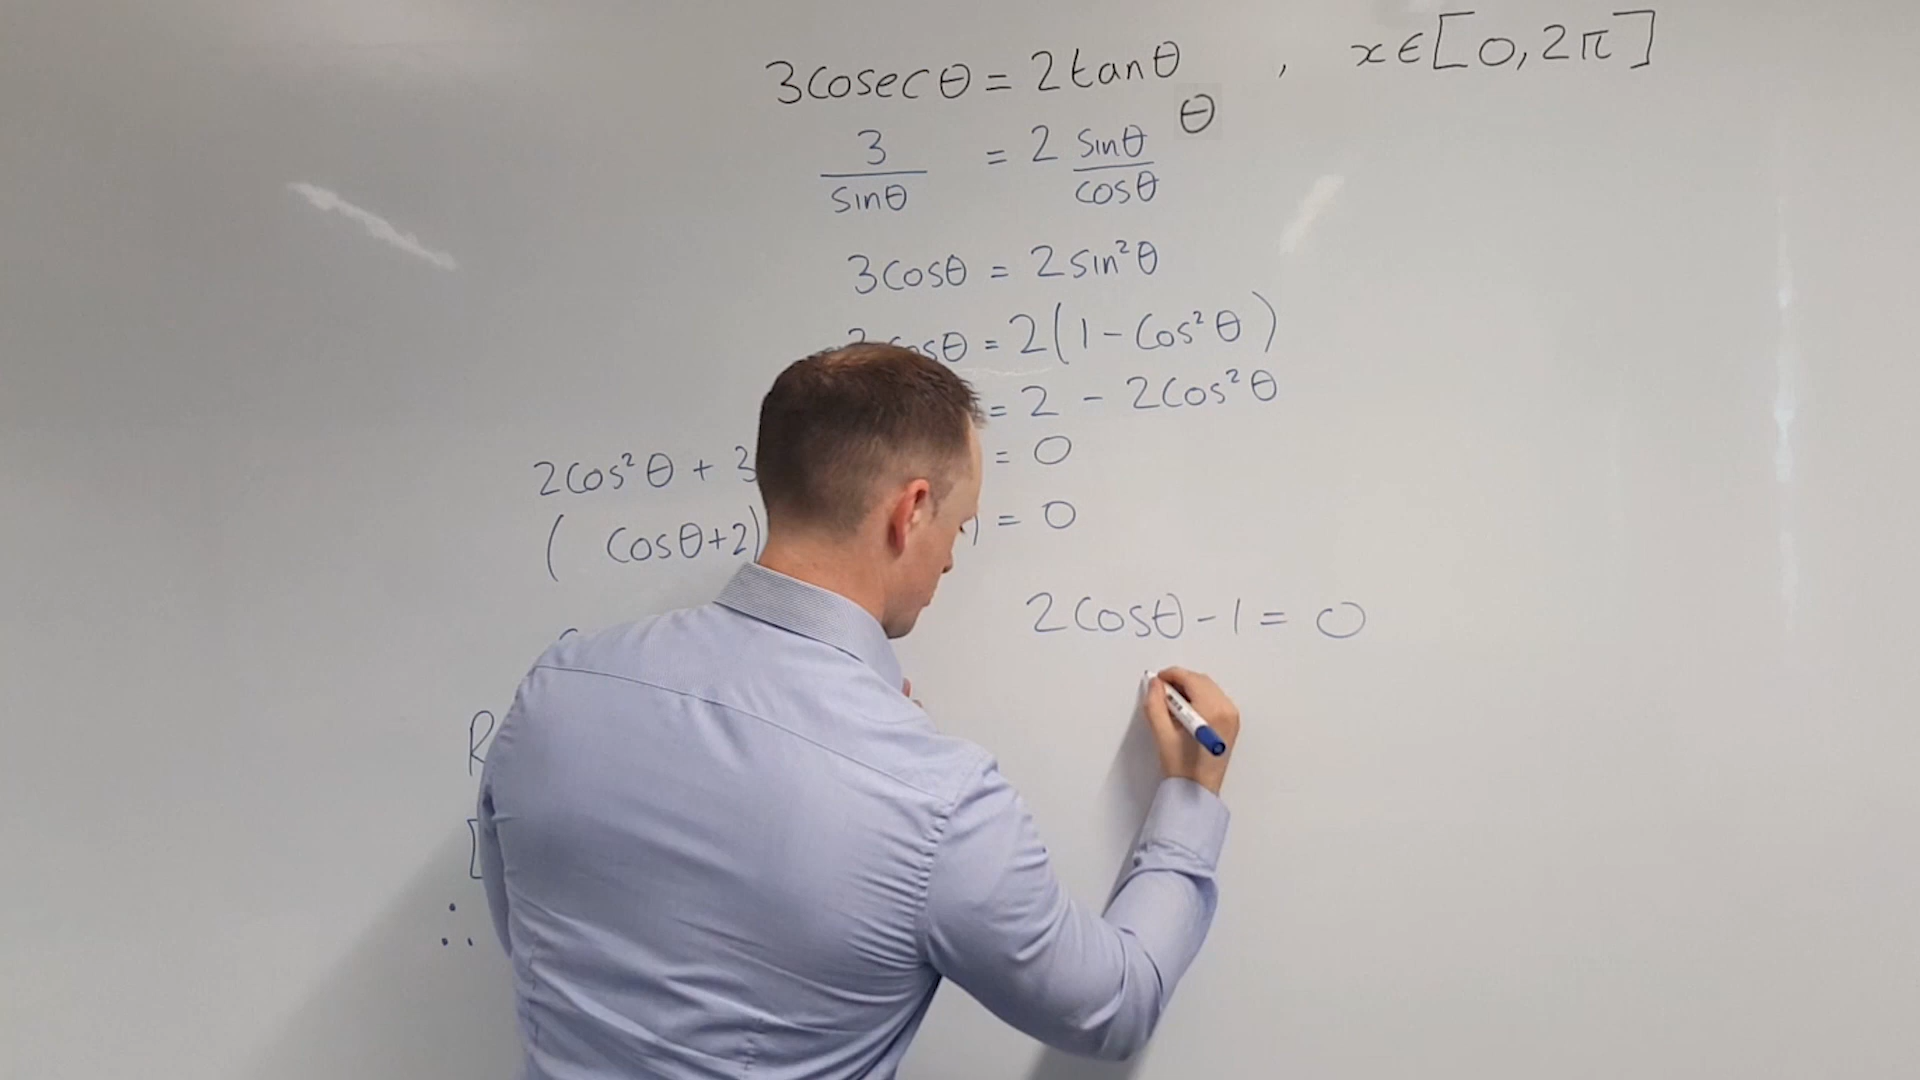 3cosecθ = 2tanθ , x∈[0,2π]
θ
3/sinθ = 2 sinθ/cosθ
3cosθ = 2sin²θ
θ = 2(1-cos²θ)
= 2 - 2cos²θ
2cos²θ + 3 = 0
( cosθ+2) ) = 0
2cosθ-1 = 0
R
[
∴